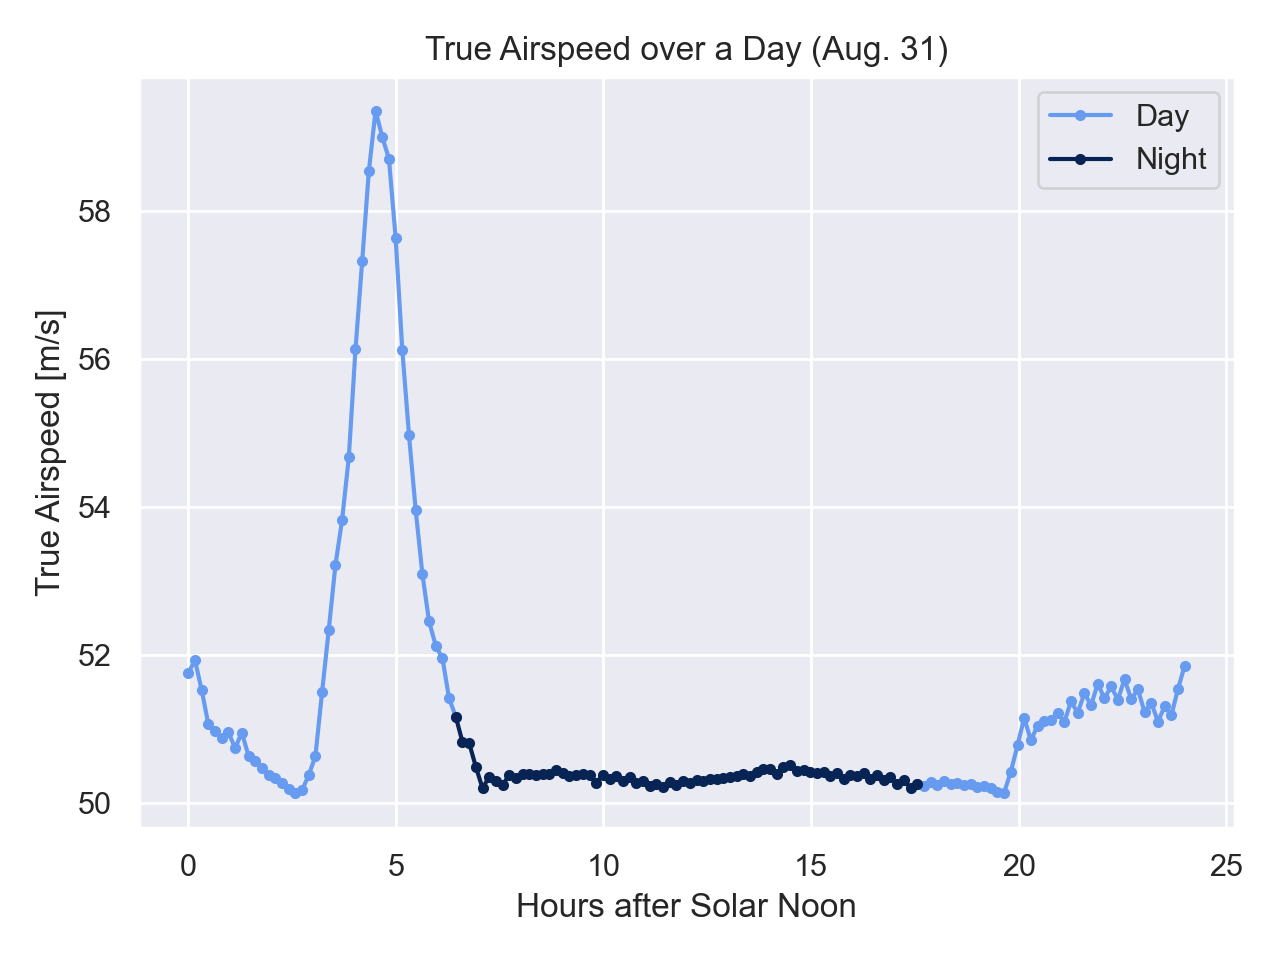 True Airspeed over a Day (Aug. 31)
Day
Night
58
56
54
52
50
True Airspeed [m/s]
0 5 10 15 20 25
Hours after Solar Noon